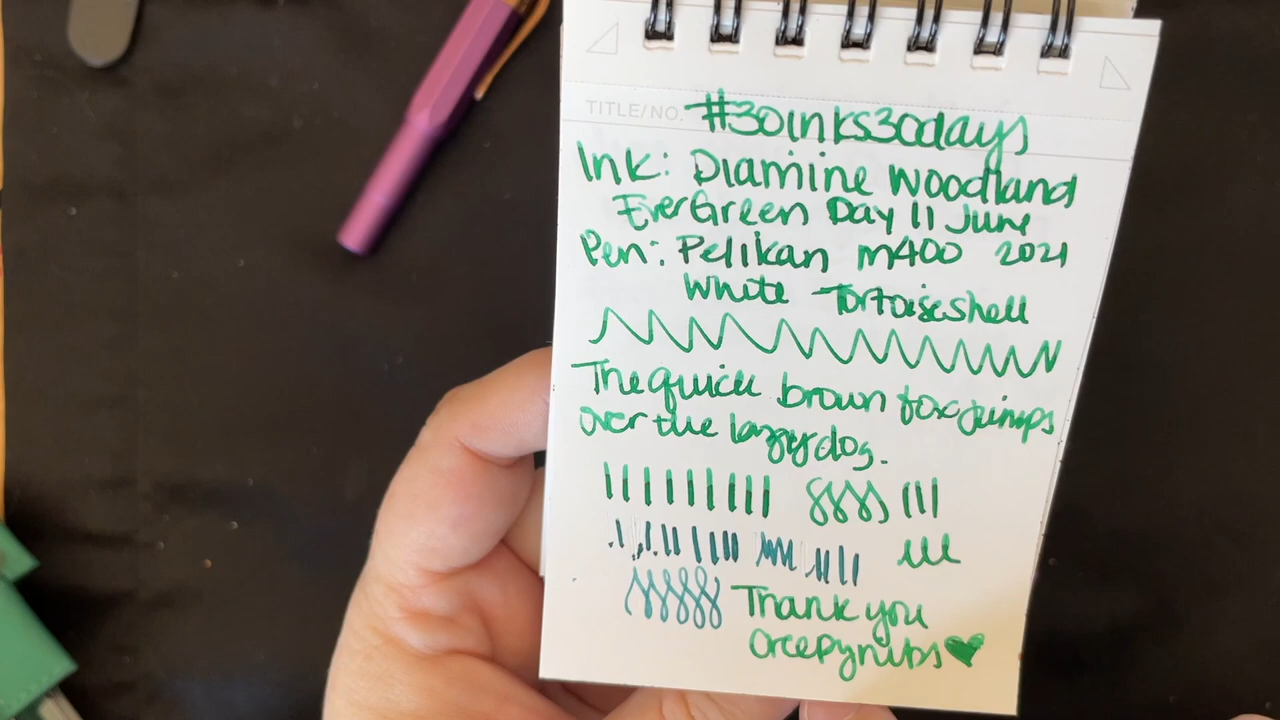 TITLE/NO. #30inks30days
Ink: Diamine Woodland
EverGreen Day 11 June
Pen: Pelikan m400 2021
White Tortoiseshell
The quick brown fox jumps
over the lazy dog.
Thank you
Creepynubs